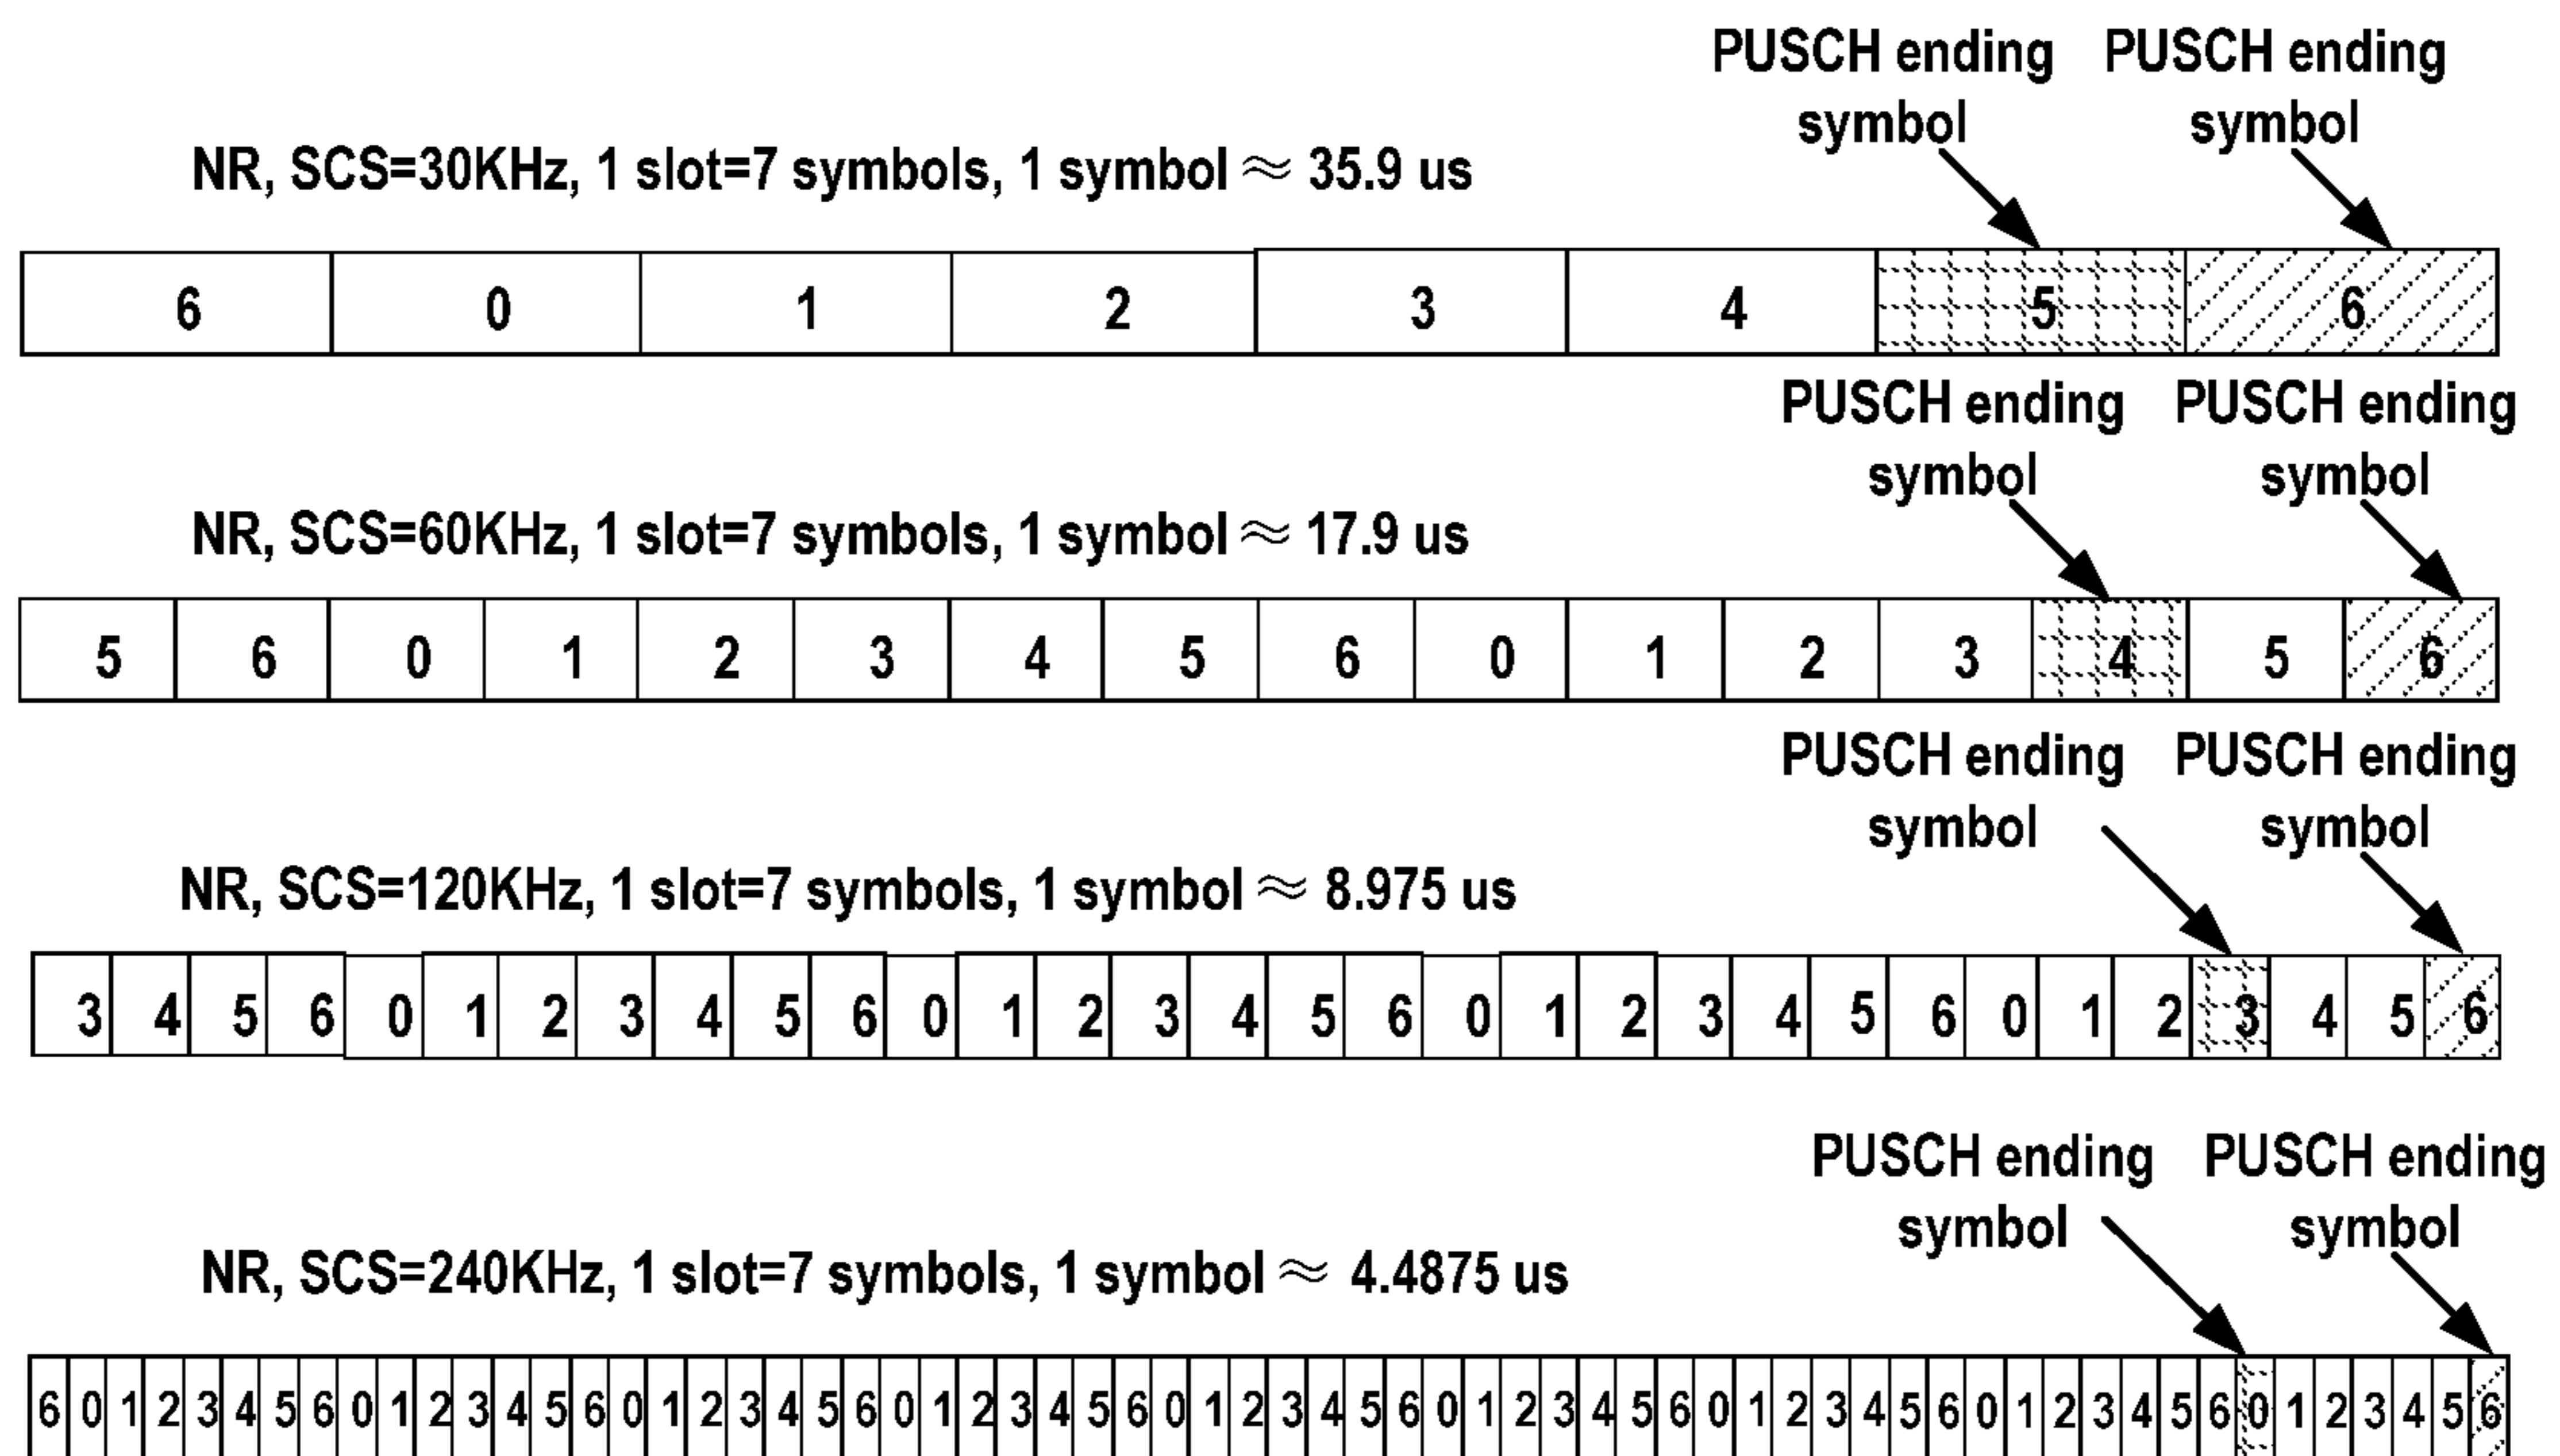 PUSCH ending PUSCH ending
symbol symbol
NR, SCS=30KHz, 1 slot=7 symbols, 1 symbol ≈ 35.9 us
6 0 1 2 3 4 5 6
PUSCH ending PUSCH ending
symbol symbol
NR, SCS=60KHz, 1 slot=7 symbols, 1 symbol ≈ 17.9 us
5 6 0 1 2 3 4 5 6 0 1 2 3 4 5 6
PUSCH ending PUSCH ending
symbol symbol
NR, SCS=120KHz, 1 slot=7 symbols, 1 symbol ≈ 8.975 us
3 4 5 6 0 1 2 3 4 5 6 0 1 2 3 4 5 6 0 1 2 3 4 5 6 0 1 2 3 4 5 6
PUSCH ending PUSCH ending
symbol symbol
NR, SCS=240KHz, 1 slot=7 symbols, 1 symbol ≈ 4.4875 us
6 0 1 2 3 4 5 6 0 1 2 3 4 5 6 0 1 2 3 4 5 6 0 1 2 3 4 5 6 0 1 2 3 4 5 6 0 1 2 3 4 5 6 0 1 2 3 4 5 6 0 1 2 3 4 5 6 0 1 2 3 4 5 6